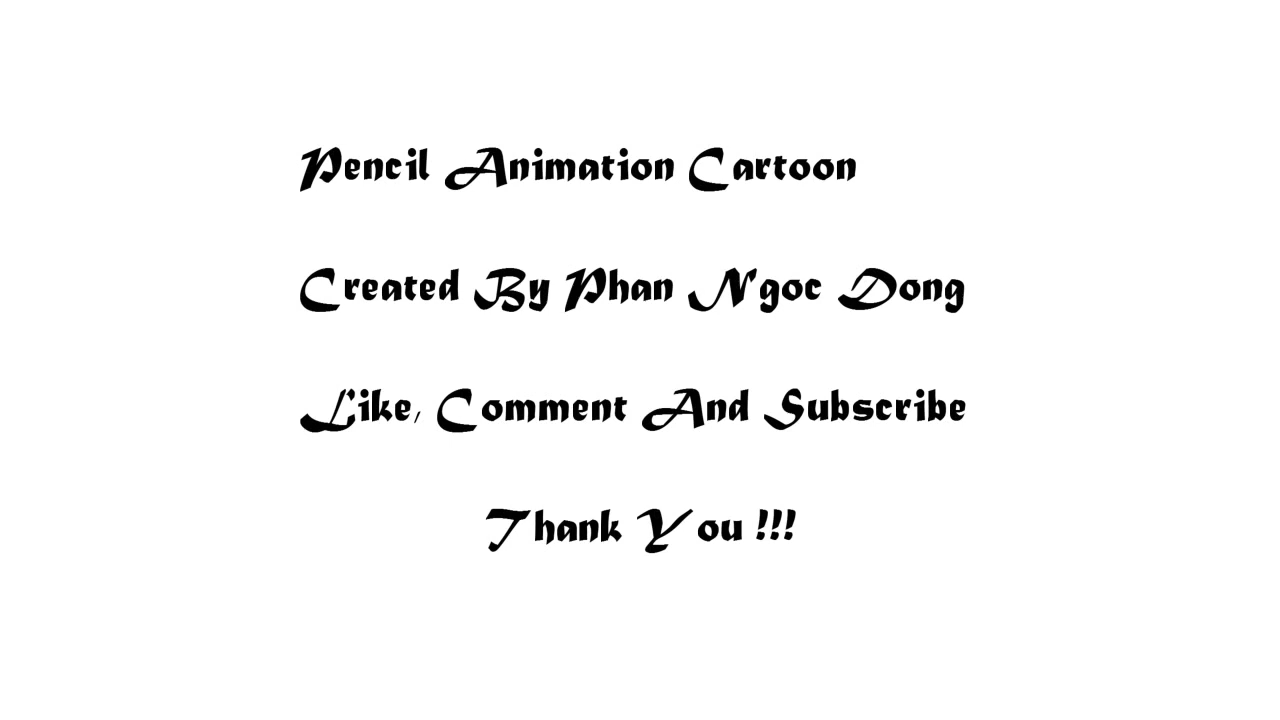 Pencil Animation Cartoon
Created By Phan Ngoc Dong
Like, Comment And Subscribe
Thank You !!!